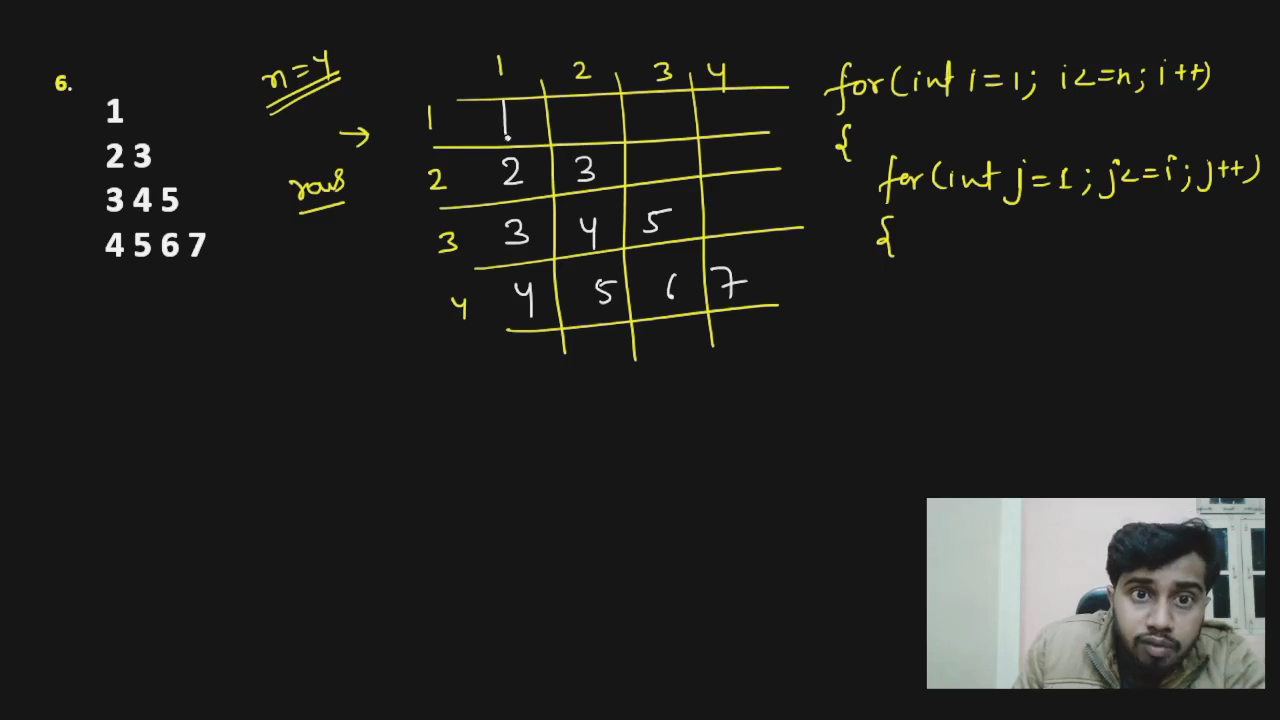 6.
1
2 3
3 4 5
4 5 6 7
n=4
→
rows
1 2 3 4
1 1
2 2 3
3 3 4 5
4 4 5 6 7
for(int i=1; i<=n; i++)
{
for(int j=1; j<=i; j++)
{